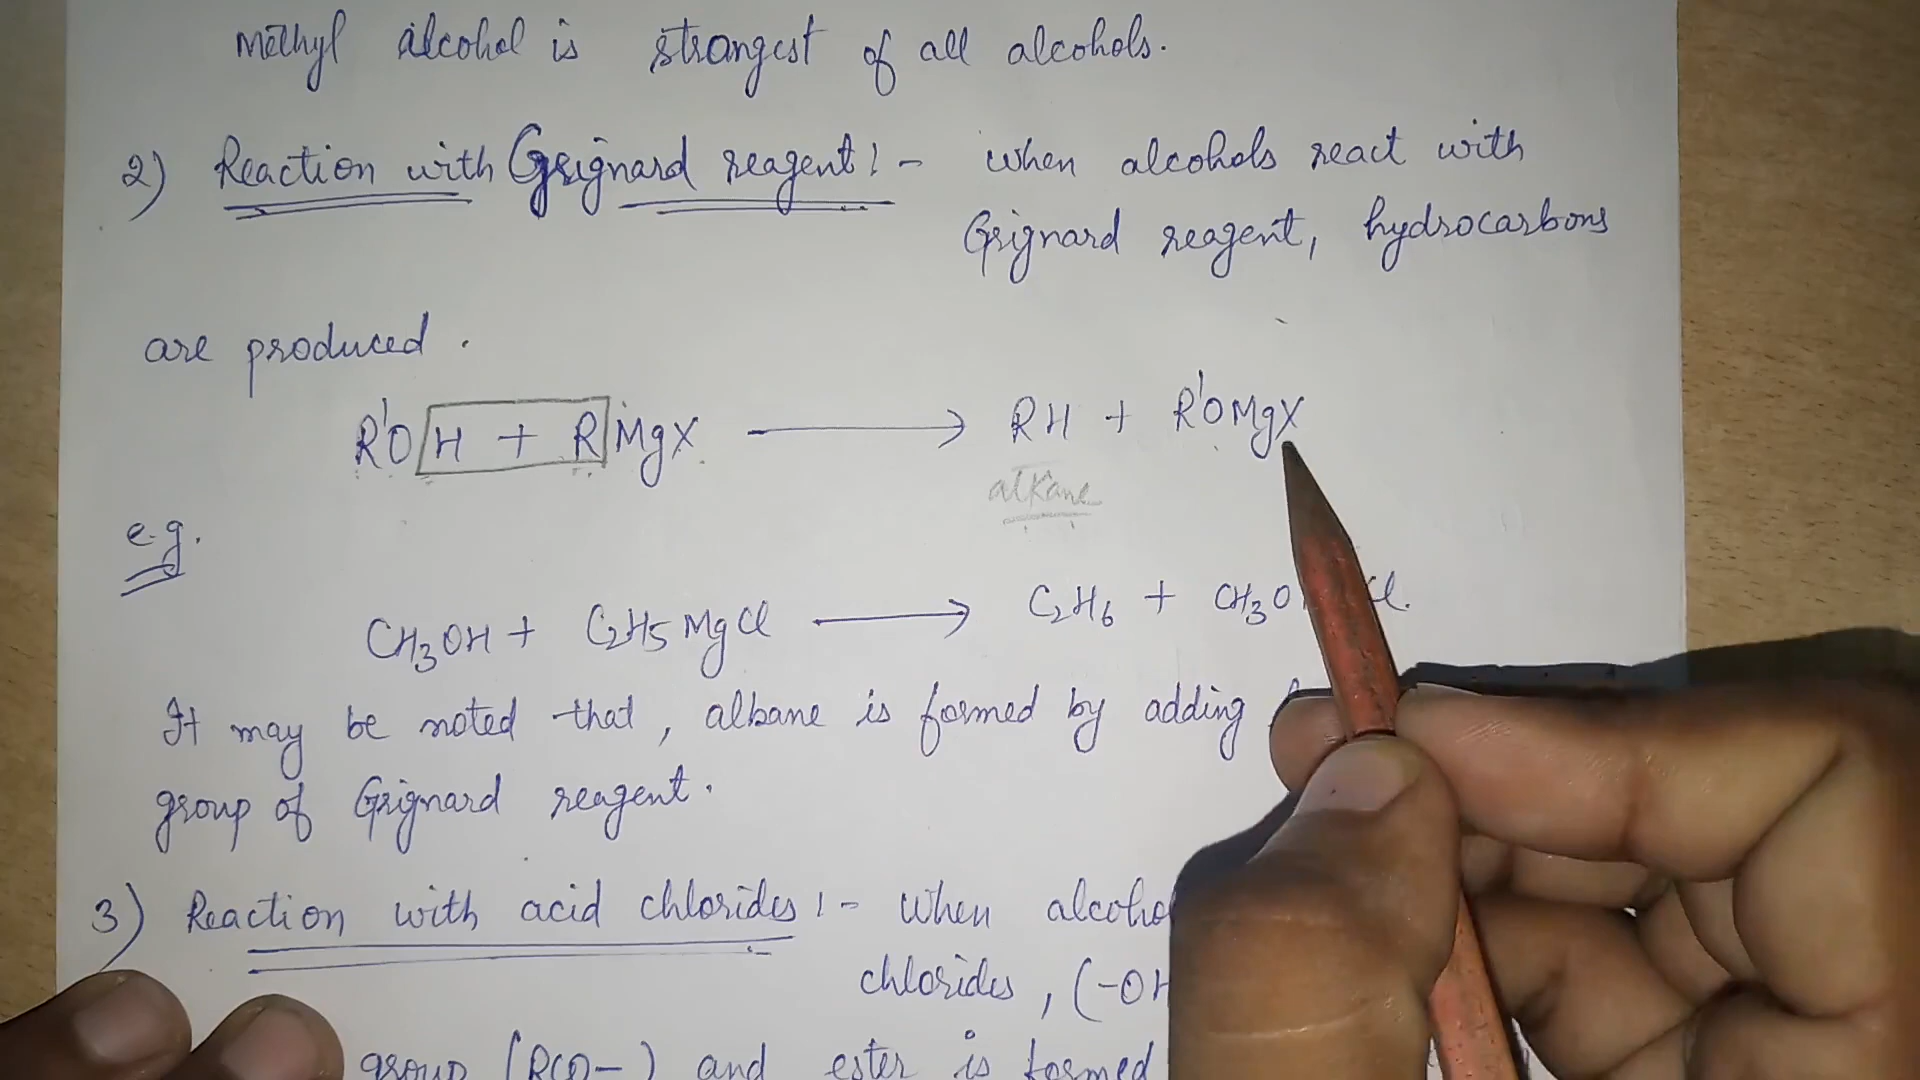 Methyl alcohol is strongest of all alcohols.
2) Reaction with Grignard reagent :- when alcohols react with
Grignard reagent, hydrocarbons
are produced.
R'OH + RMgX ⟶ RH + R'OMgX
alkane
e.g.
CH3OH + C2H5MgCl ⟶ C2H6 + CH3O Cl.
It may be noted that, alkane is formed by adding
group of Grignard reagent.
3) Reaction with acid chlorides :- When
chlorides, (-OH
group (RCO-) and ester is formed